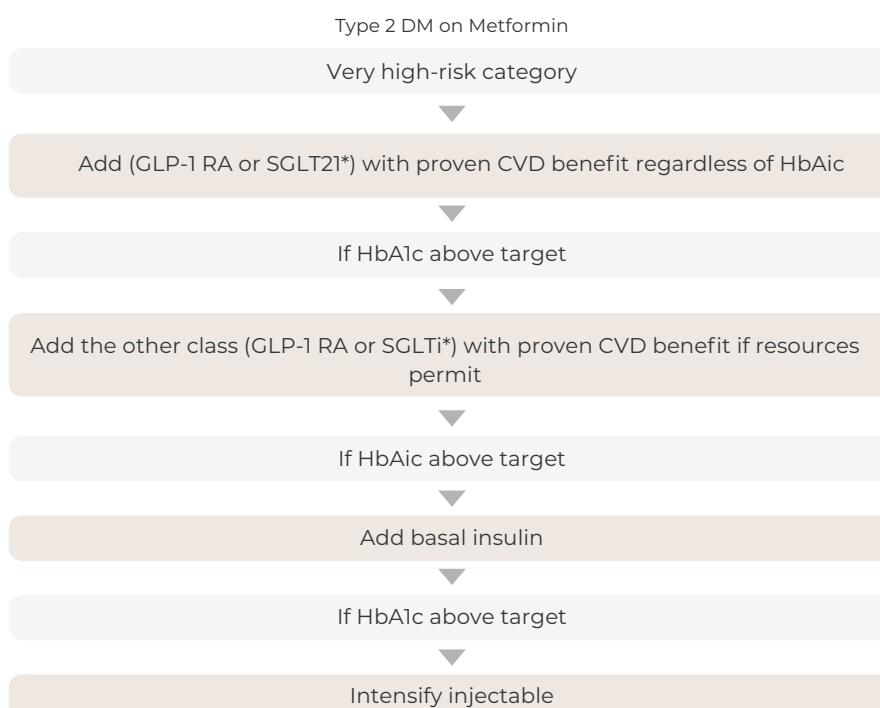 Type 2 DM on Metformin
Very high-risk category
Add (GLP-1 RA or SGLT21*) with proven CVD benefit regardless of HbAic
If HbA1c above target
Add the other class (GLP-1 RA or SGLTi*) with proven CVD benefit if resources
permit
If HbAic above target
Add basal insulin
If HbA1c above target
Intensify injectable